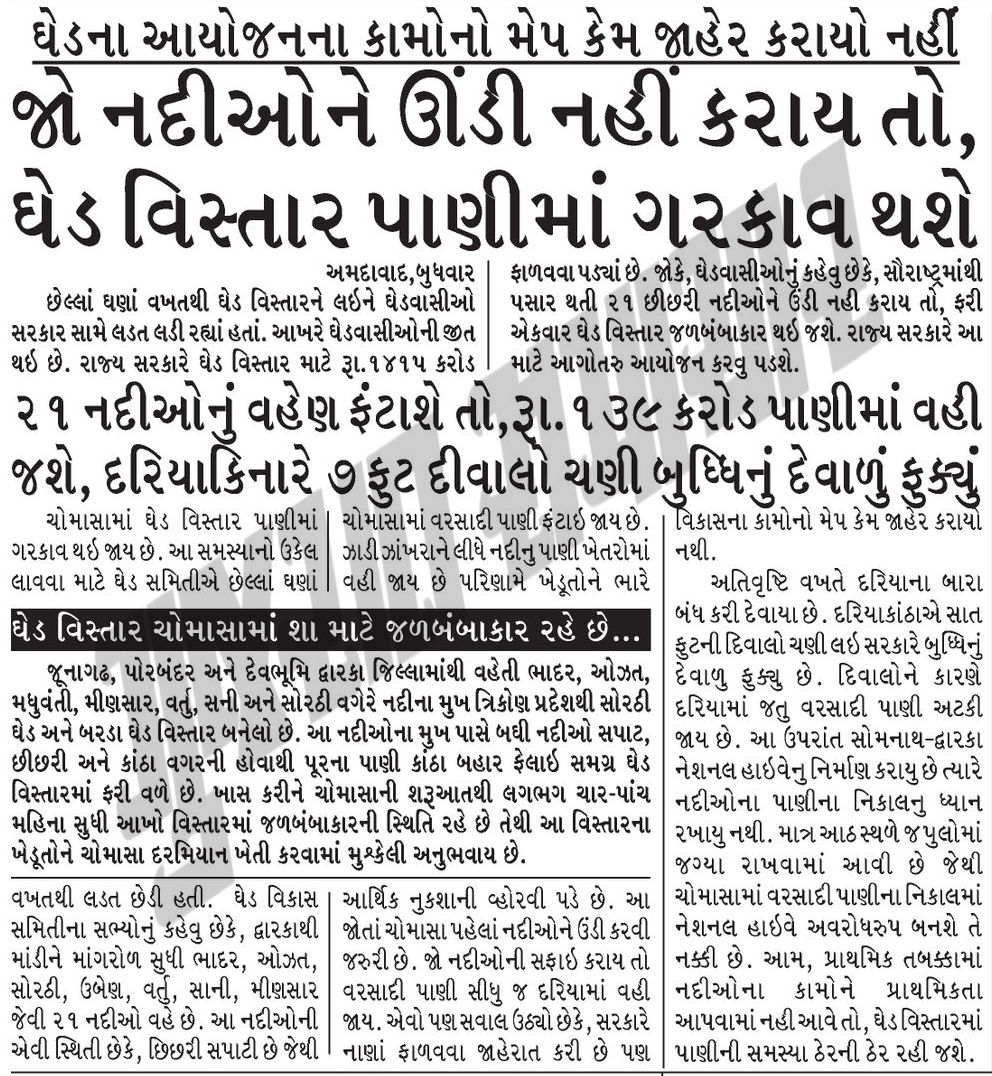 ઘેડના આયોજનના કામોનો મેપ કેમ જાહેર કરાયો નહીં
જો નદીઓને ઊંડી નહીં કરાય તો,
ઘેડ વિસ્તાર પાણીમાં ગરકાવ થશે
અમદાવાદ,બુધવાર
છેલ્લાં ઘણાં વખતથી ઘેડ વિસ્તારને લઇને ઘેડવાસીઓ
સરકાર સામે લડત લડી રહ્યાં હતાં. આખરે ઘેડવાસીઓની જીત
થઇ છે. રાજ્ય સરકારે ઘેડ વિસ્તાર માટે રૂા.૧૪૧૫ કરોડ
ફાળવવા પડ્યાં છે. જોકે, ઘેડવાસીઓનું કહેવુ છેકે, સૌરાષ્ટ્રમાંથી
પસાર થતી ૨૧ છીછરી નદીઓને ઉંડી નહી કરાય તો, ફરી
એકવાર ઘેડ વિસ્તાર જળબંબાકાર થઇ જશે. રાજ્ય સરકારે આ
માટે આગોતરુ આયોજન કરવુ પડશે.
૨૧ નદીઓનું વહેણ ફંટાશે તો,રૂા.૧૩૯ કરોડ પાણીમાં વહી
જશે, દરિયાકિનારે ૭ ફુટ દીવાલો ચણી બુધ્ધિનું દેવાળું ફુક્યું
ચોમાસામાં ઘેડ વિસ્તાર પાણીમાં
ગરકાવ થઇ જાય છે. આ સમસ્યાનો ઉકેલ
લાવવા માટે ઘેડ સમિતીએ છેલ્લાં ઘણાં
ચોમાસામાં વરસાદી પાણી ફંટાઇ જાય છે.
ઝાડી ઝાંખરાને લીધે નદીનુ પાણી ખેતરોમાં
વહી જાય છે પરિણામે ખેડૂતોને ભારે
ઘેડ વિસ્તાર ચોમાસામાં શા માટે જળબંબાકાર રહે છે...
જૂનાગઢ, પોરબંદર અને દેવભૂમિ દ્વારકા જિલ્લામાંથી વહેતી ભાદર, ઓઝત,
મધુવંતી, મીણસાર, વર્તુ, સની અને સોરઠી વગેરે નદીના મુખ ત્રિકોણ પ્રદેશથી સોરઠી
ઘેડ અને બરડા ઘેડ વિસ્તાર બનેલો છે. આ નદીઓના મુખ પાસે બધી નદીઓ સપાટ,
છીછરી અને કાંઠા વગરની હોવાથી પૂરના પાણી કાંઠા બહાર ફેલાઇ સમગ્ર ઘેડ
વિસ્તારમાં ફરી વળે છે. ખાસ કરીને ચોમાસાની શરૂઆતથી લગભગ ચાર-પાંચ
મહિના સુધી આખો વિસ્તારમાં જળબંબાકારની સ્થિતિ રહે છે તેથી આ વિસ્તારના
ખેડૂતોને ચોમાસા દરમિયાન ખેતી કરવામાં મુશ્કેલી અનુભવાય છે.
વખતથી લડત છેડી હતી. ઘેડ વિકાસ
સમિતીના સભ્યોનું કહેવુ છેકે, દ્વારકાથી
માંડીને માંગરોળ સુધી ભાદર, ઓઝત,
સોરઠી, ઉબેણ, વર્તુ, સાની, મીણસાર
જેવી ૨૧ નદીઓ વહે છે. આ નદીઓની
એવી સ્થિતી છેકે, છિછરી સપાટી છે જેથી
આર્થિક નુકશાની વ્હોરવી પડે છે. આ
જોતાં ચોમાસા પહેલાં નદીઓને ઉંડી કરવી
જરુરી છે. જો નદીઓની સફાઇ કરાય તો
વરસાદી પાણી સીધુ જ દરિયામાં વહી
જાય. એવો પણ સવાલ ઉઠ્યો છેકે, સરકારે
નાણાં ફાળવવા જાહેરાત કરી છે પણ
વિકાસના કામોનો મેપ કેમ જાહેર કરાયો
નથી.
અતિવૃષ્ટિ વખતે દરિયાના બારા
બંધ કરી દેવાયા છે. દરિયાકાંઠાએ સાત
ફુટની દિવાલો ચણી લઇ સરકારે બુધ્ધિનું
દેવાળુ ફુક્યુ છે. દિવાલોને કારણે
દરિયામાં જતુ વરસાદી પાણી અટકી
જાય છે. આ ઉપરાંત સોમનાથ-દ્વારકા
નેશનલ હાઇવેનુ નિર્માણ કરાયુ છે ત્યારે
નદીઓના પાણીના નિકાલનુ ધ્યાન
રખાયુ નથી. માત્ર આઠ સ્થળે જ પુલોમાં
જગ્યા રાખવામાં આવી છે જેથી
ચોમાસામાં વરસાદી પાણીના નિકાલમાં
નેશનલ હાઇવે અવરોધરુપ બનશે તે
નક્કી છે. આમ, પ્રાથમિક તબક્કામાં
નદીઓના કામોને પ્રાથમિકતા
આપવામાં નહી આવે તો, ઘેડ વિસ્તારમાં
પાણીની સમસ્યા ઠેરની ઠેર રહી જશે.